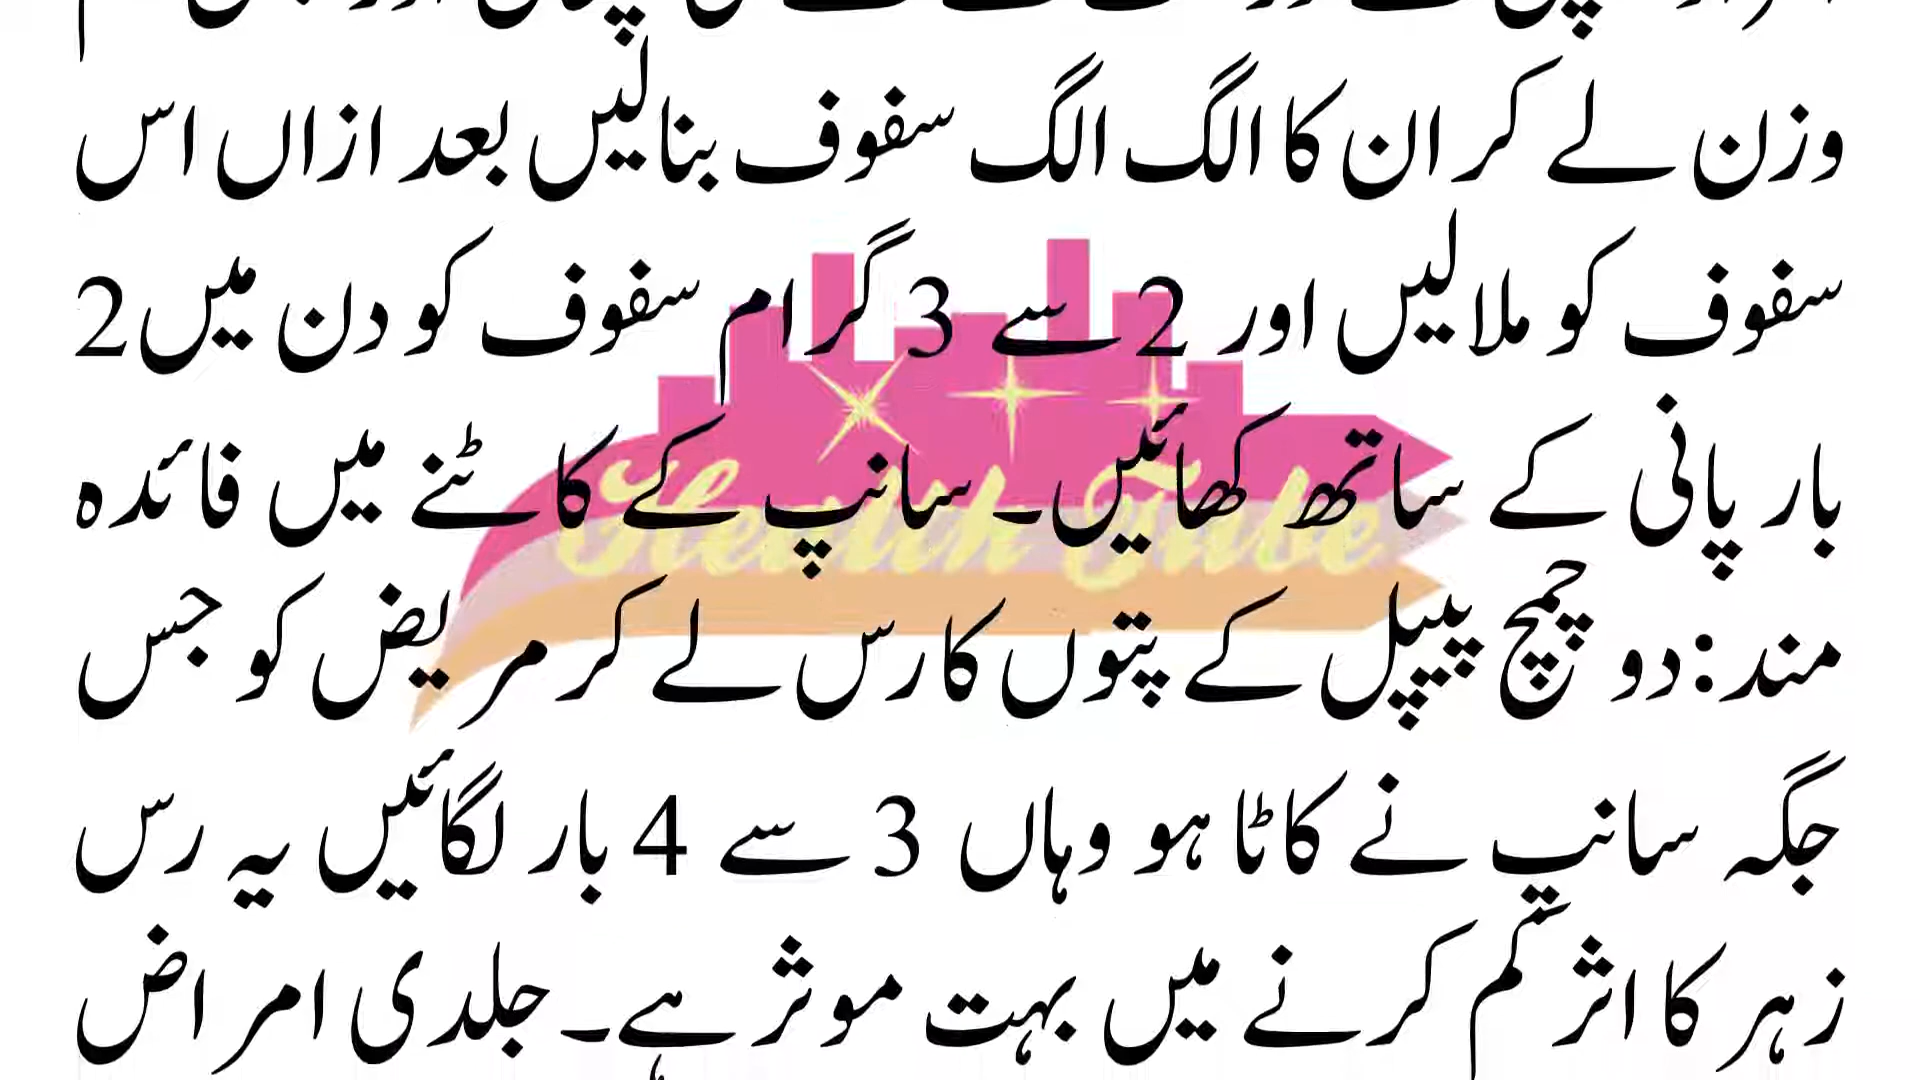 وزن لے کر ان کا الگ الگ سفوف بنالیں بعد ازاں اس
سفوف کو ملالیں اور 2 سے 3 گرام سفوف کو دن میں 2
بار پانی کے ساتھ کھائیں۔ سانپ کے کاٹنے میں فائدہ
مند: دو چمچ پیپل کے پتوں کا رس لے کر مریض کو جس
جگہ سانپ نے کاٹا ہو وہاں 3 سے 4 بار لگائیں یہ رس
زہر کا اثر کم کرنے میں بہت موثر ہے۔ جلدی امراض
Health Tube